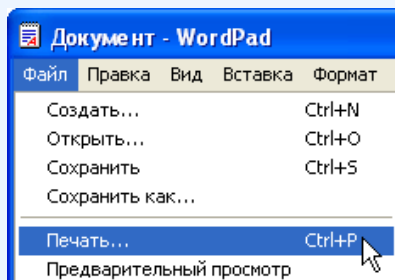 Документ - WordPad
Файл Правка Вид Вставка Формат
Создать... Ctrl+N
Открыть... Ctrl+O
Сохранить Ctrl+S
Сохранить как...
Печать... Ctrl+P
Предварительный просмотр